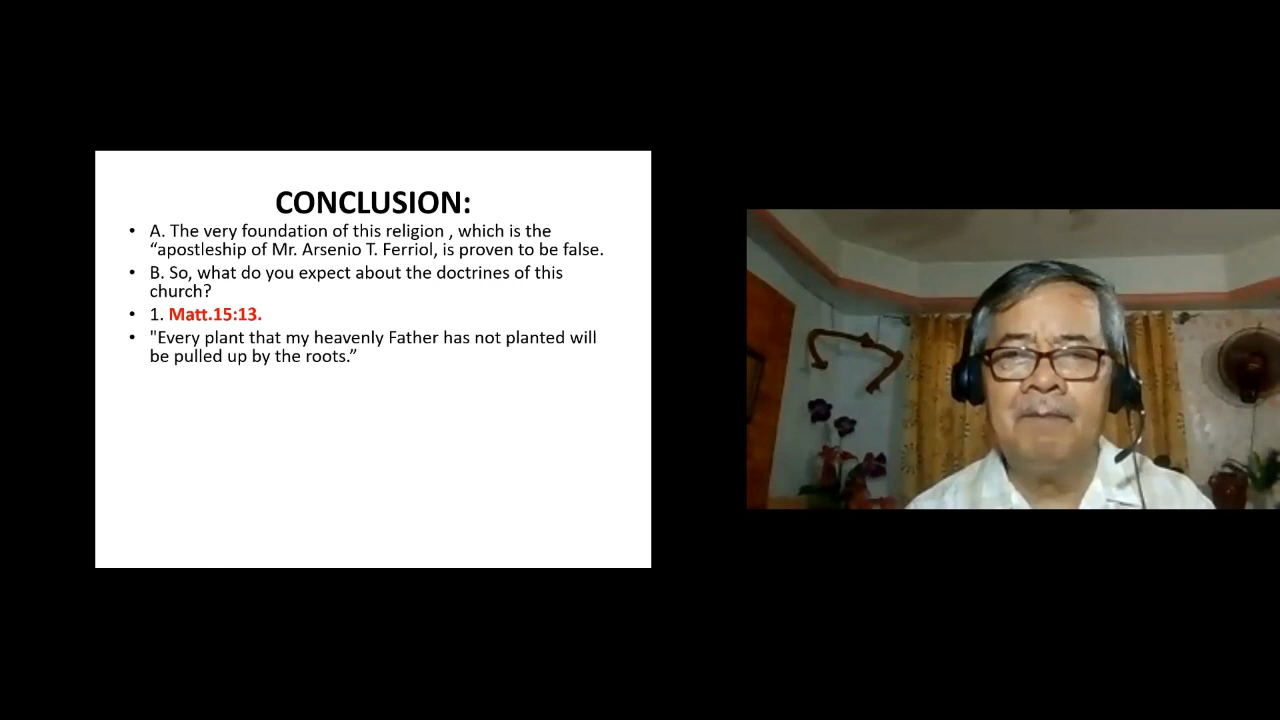 CONCLUSION:
• A. The very foundation of this religion , which is the
“apostleship of Mr. Arsenio T. Ferriol, is proven to be false.
• B. So, what do you expect about the doctrines of this
church?
• 1. Matt.15:13.
• "Every plant that my heavenly Father has not planted will
be pulled up by the roots.”